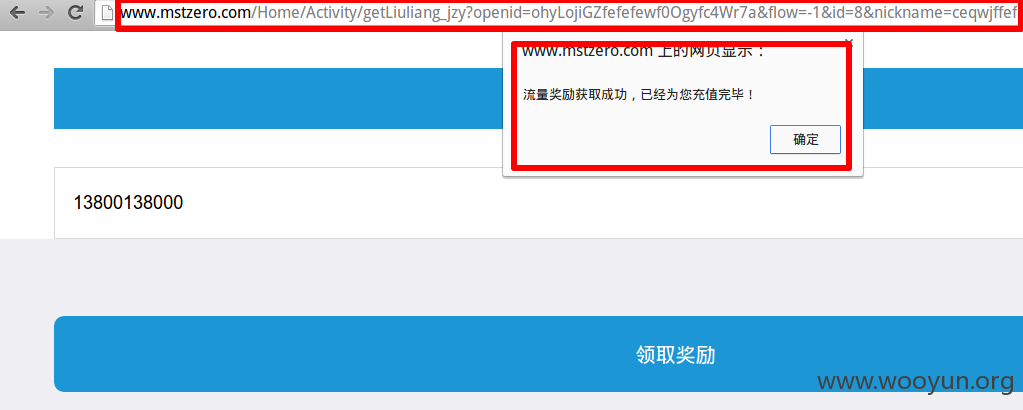 www.mstzero.com/Home/Activity/getLiuliang_jzy?openid=ohyLojiGZfefefewf0Ogyfc4Wr7a&flow=-1&id=8&nickname=ceqwjffef
www.mstzero.com 上的网页显示：
流量奖励获取成功，已经为您充值完毕！
确定
13800138000
领取奖励
www.wooyun.org